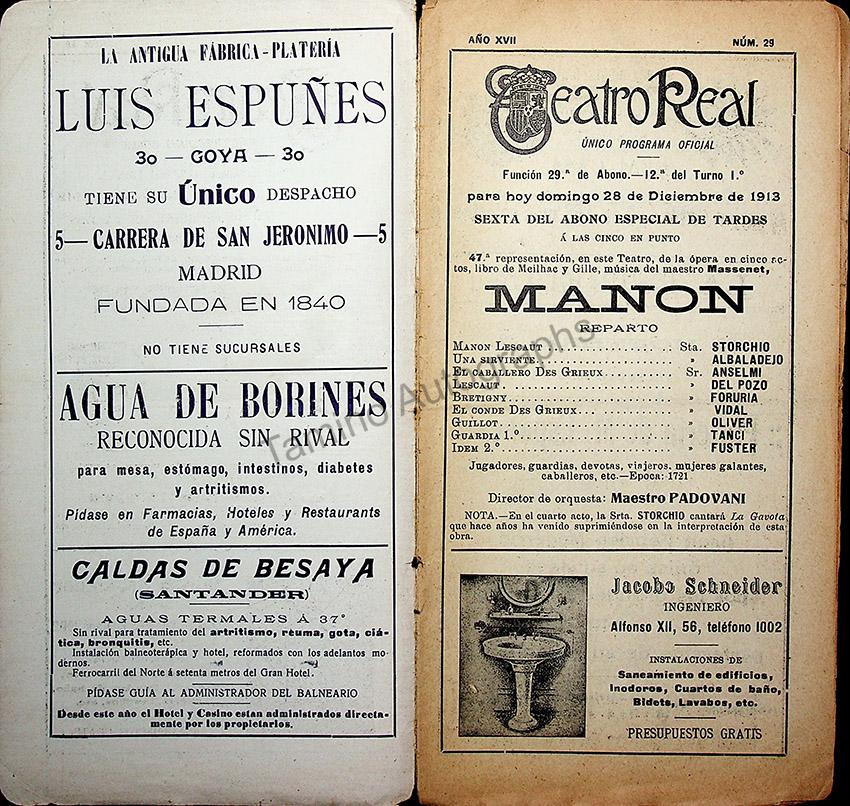 LA ANTIGUA FÁBRICA-PLATERÍA
LUIS ESPUÑES
30 — GOYA — 30
TIENE SU Único DESPACHO
5— CARRERA DE SAN JERONIMO —5
MADRID
FUNDADA EN 1840
NO TIENE SUCURSALES
AGUA DE BORINES
RECONOCIDA SIN RIVAL
para mesa, estómago, intestinos, diabetes
y artritismos.
Pídase en Farmacias, Hoteles y Restaurants
de España y América.
CALDAS DE BESAYA
(SANTANDER)
AGUAS TERMALES Á 37°
Sin rival para tratamiento del artritismo, reuma, gota, ciá-
tica, bronquitis, etc.
Instalación balneoterápica y hotel, reformados con los adelantos mo-
dernos.
Ferrocarril del Norte á setenta metros del Gran Hotel.
PÍDASE GUÍA AL ADMINISTRADOR DEL BALNEARIO
Desde este año el Hotel y Casino estan administrados directa-
mente por los propietarios.
AÑO XVII NÚM. 29
Teatro Real
ÚNICO PROGRAMA OFICIAL
Función 29.ª de Abono.—12.ª del Turno 1.º
para hoy domingo 28 de Diciembre de 1913
SEXTA DEL ABONO ESPECIAL DE TARDES
Á LAS CINCO EN PUNTO
47.ª representación, en este Teatro, de la ópera en cinco ac-
tos, libro de Meilhac y Gille, música del maestro Massenet,
MANON
REPARTO
MANON LESCAUT Sta. STORCHIO
UNA SIRVIENTE » ALBALADEJO
EL CABALLERO DES GRIEUX Sr. ANSELMI
LESCAUT » DEL POZO
BRETIGNY » FORURIA
EL CONDE DES GRIEUX » VIDAL
GUILLOT » OLIVER
GUARDIA 1.º » TANCI
IDEM 2.º » FUSTER
Jugadores, guardias, devotas, viajeros, mujeres galantes,
caballeros, etc.—Epoca: 1721
Director de orquesta: Maestro PADOVANI
NOTA.—En el cuarto acto, la Srta. STORCHIO cantará La Gavota
que hace años ha venido suprimiéndose en la interpretación de esta
obra.
Jacobo Schneider
INGENIERO
Alfonso XII, 56, teléfono 1002
INSTALACIONES DE
Saneamiento de edificios,
Inodoros, Cuartos de baño,
Bidets, Lavabos, etc.
PRESUPUESTOS GRATIS
Tamino Autographs